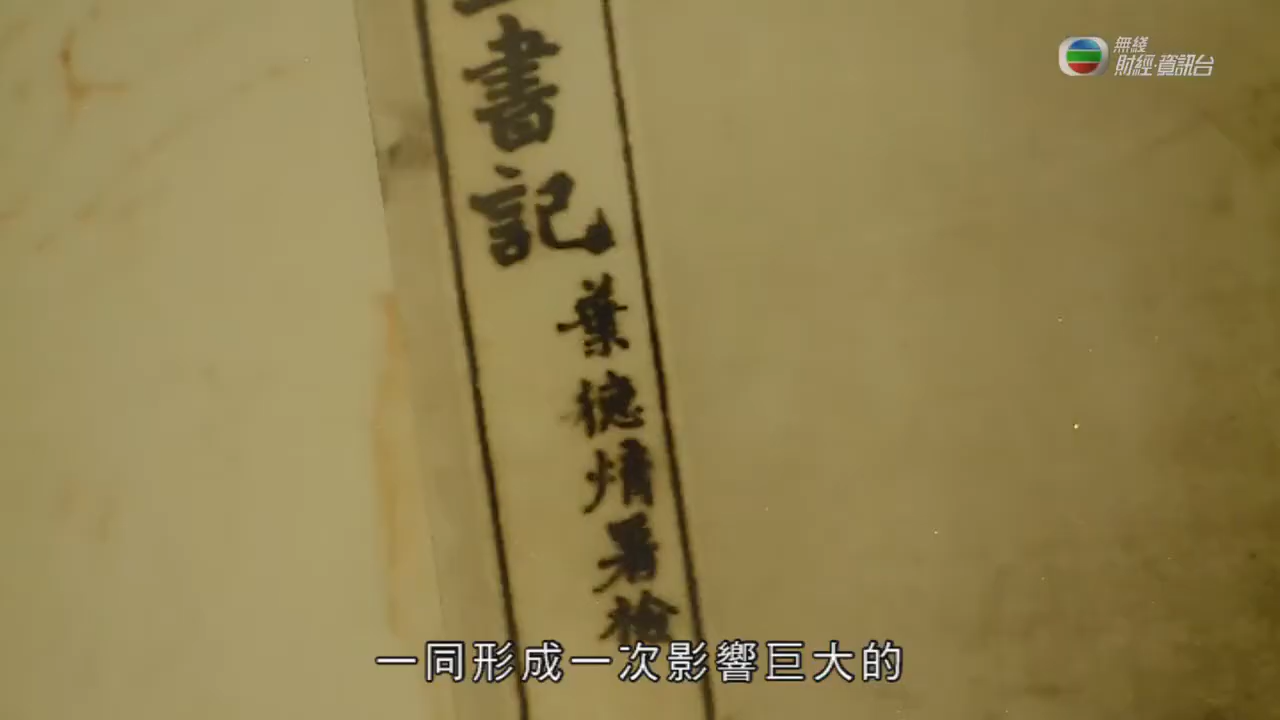 無綫
財經·資訊台
書記
葉德署檢
一同形成一次影響巨大的